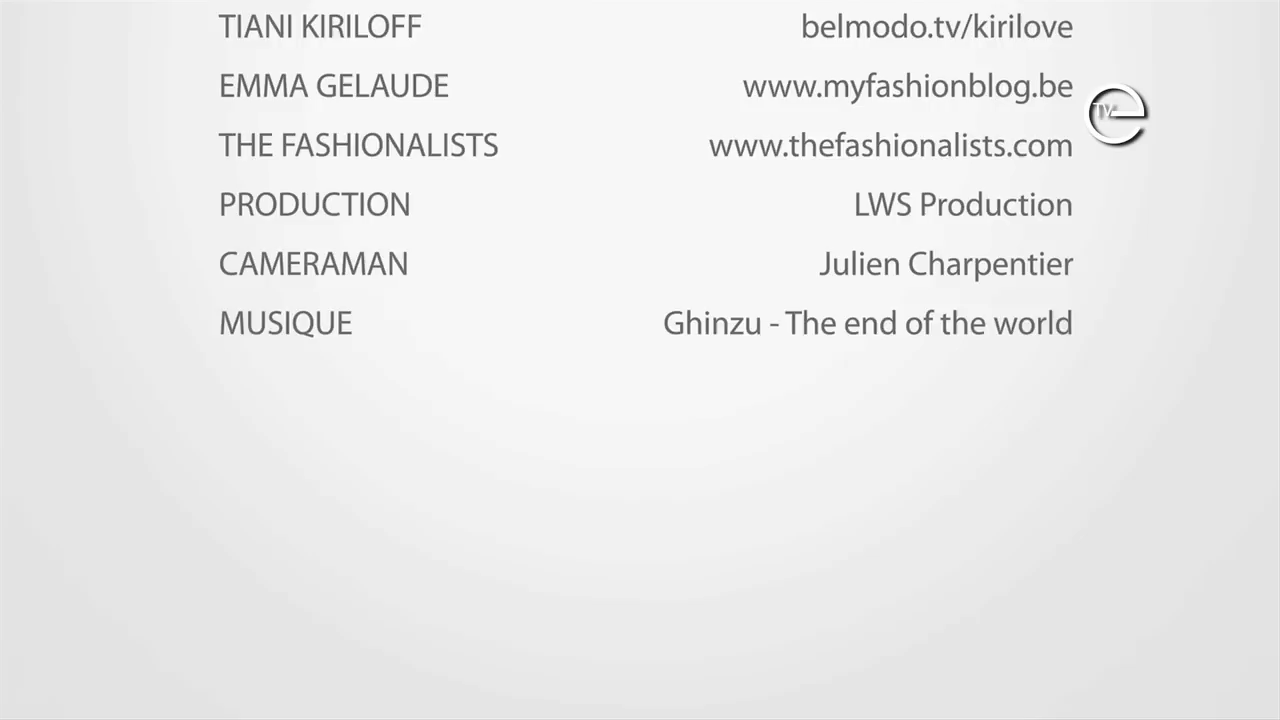 TIANI KIRILOFF belmodo.tv/kirilove
EMMA GELAUDE www.myfashionblog.be
THE FASHIONALISTS www.thefashionalists.com
PRODUCTION LWS Production
CAMERAMAN Julien Charpentier
MUSIQUE Ghinzu - The end of the world
TVe